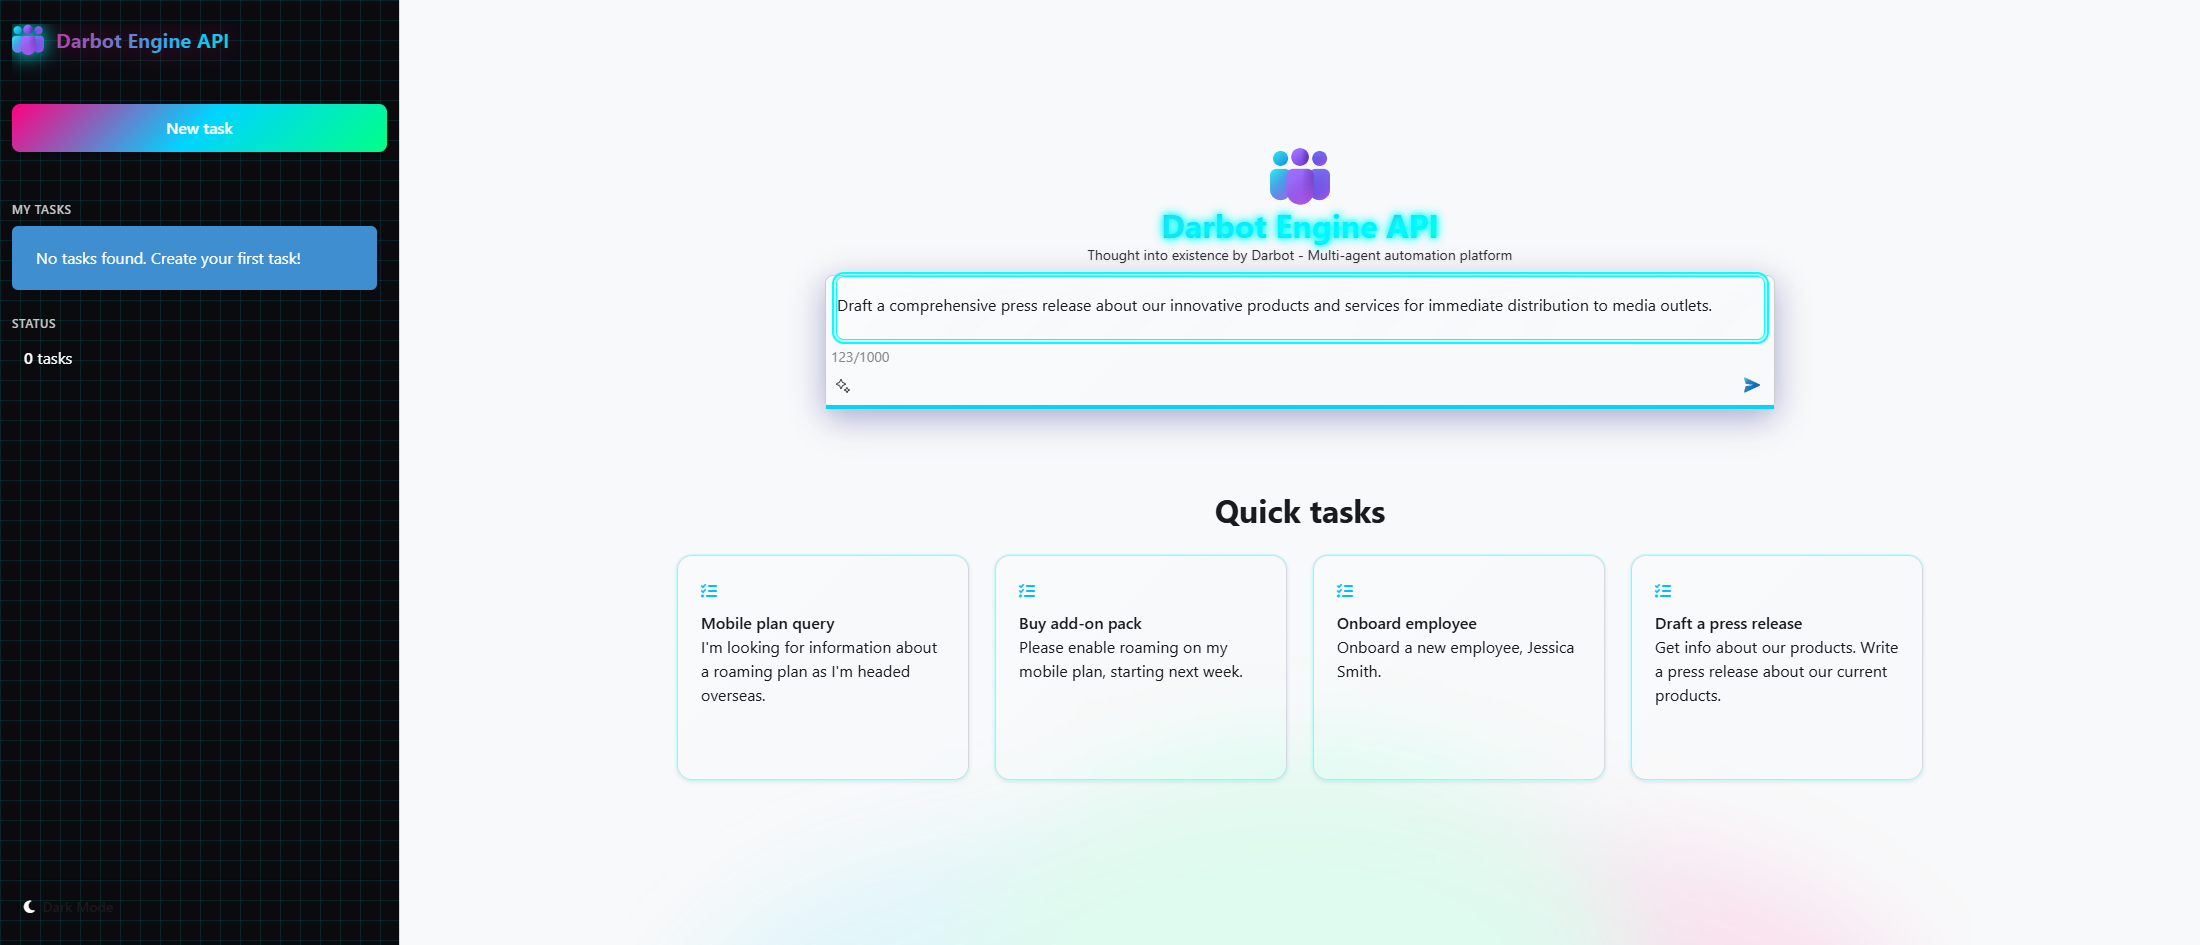 Darbot Engine API
New task
MY TASKS
No tasks found. Create your first task!
STATUS
0 tasks
Dark Mode
Darbot Engine API
Thought into existence by Darbot - Multi-agent automation platform
Draft a comprehensive press release about our innovative products and services for immediate distribution to media outlets.
123/1000
Quick tasks
Mobile plan query
I'm looking for information about
a roaming plan as I'm headed
overseas.
Buy add-on pack
Please enable roaming on my
mobile plan, starting next week.
Onboard employee
Onboard a new employee, Jessica
Smith.
Draft a press release
Get info about our products. Write
a press release about our current
products.